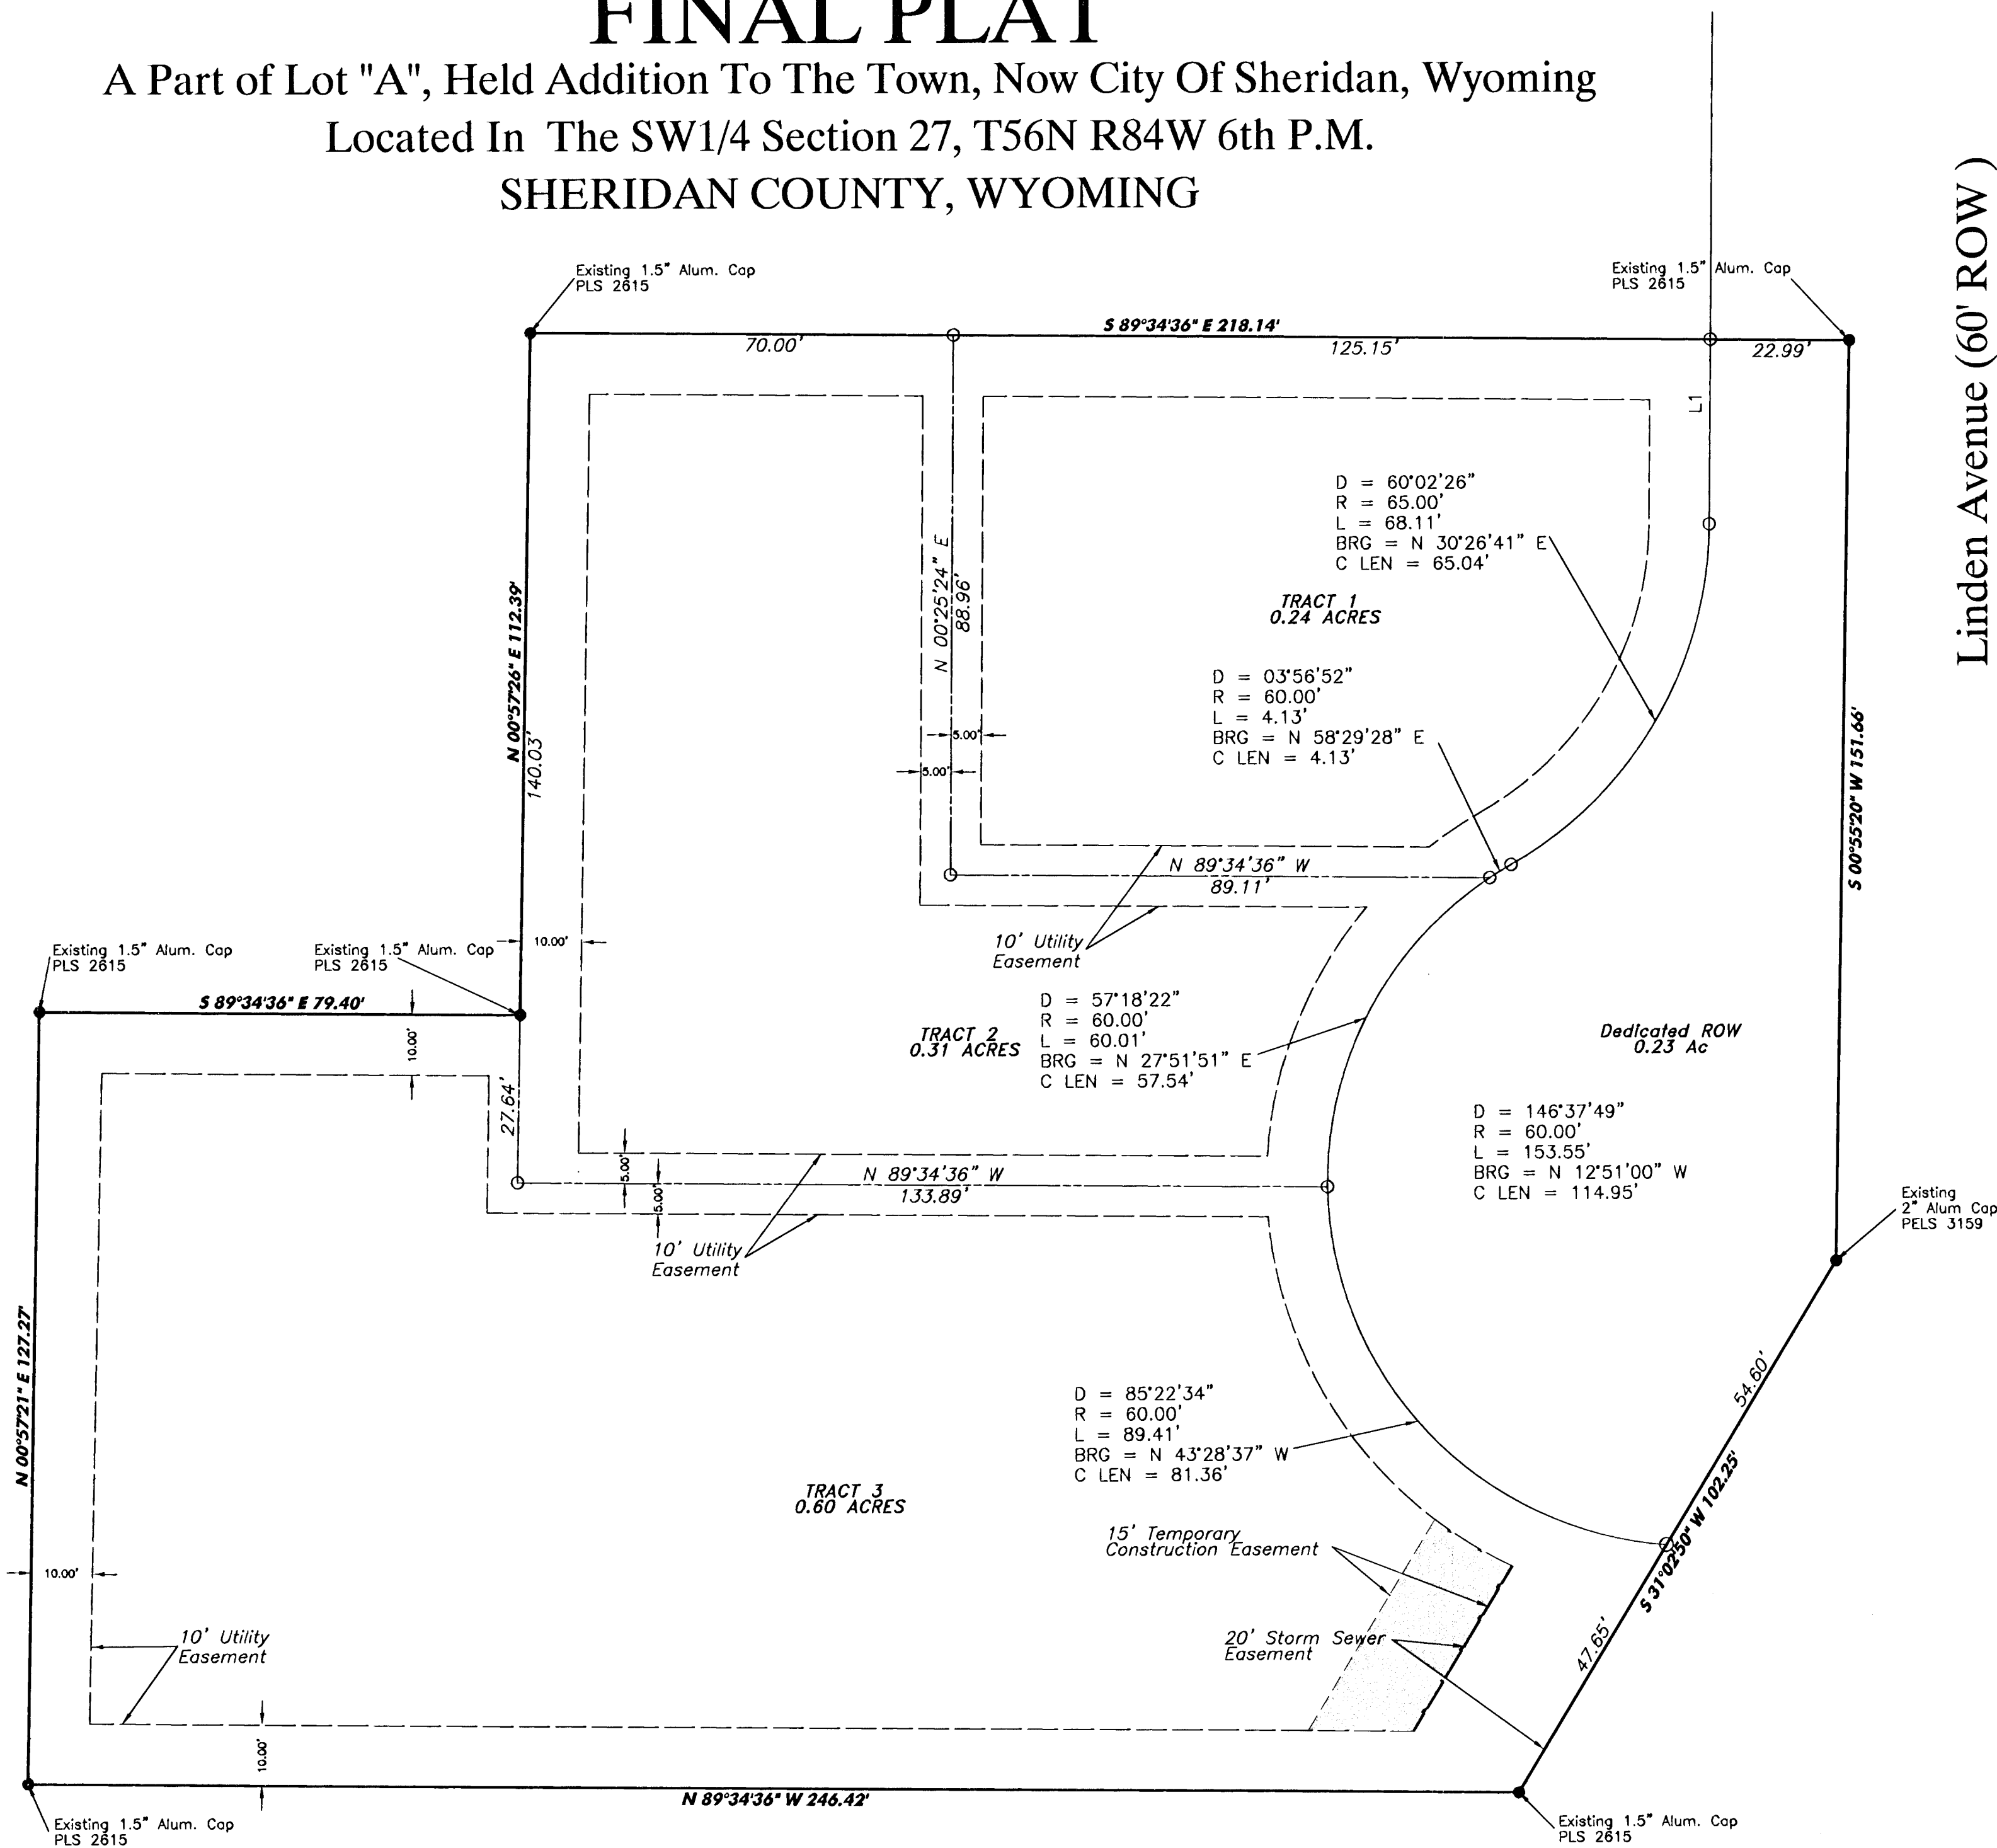 FINAL PLAT
A Part of Lot "A", Held Addition To The Town, Now City Of Sheridan, Wyoming
Located In The SW1/4 Section 27, T56N R84W 6th P.M.
SHERIDAN COUNTY, WYOMING
Linden Avenue (60' ROW )
Existing 1.5" Alum. Cap
PLS 2615
Existing 1.5" Alum. Cap
PLS 2615
S 89°34'36" E 218.14'
70.00'
125.15'
22.99'
L1
D = 60°02'26"
R = 65.00'
L = 68.11'
BRG = N 30°26'41" E
C LEN = 65.04'
TRACT 1
0.24 ACRES
N 00°57'26" E 112.39'
140.03'
N 00°25'24" E
88.96'
D = 03°56'52"
R = 60.00'
L = 4.13'
BRG = N 58°29'28" E
C LEN = 4.13'
5.00'
5.00'
S 00°55'20" W 151.66'
N 89°34'36" W
89.11'
10' Utility
Easement
Existing 1.5" Alum. Cap
PLS 2615
Existing 1.5" Alum. Cap
PLS 2615
10.00'
S 89°34'36" E 79.40'
10.00'
27.64'
TRACT 2
0.31 ACRES
D = 57°18'22"
R = 60.00'
L = 60.01'
BRG = N 27°51'51" E
C LEN = 57.54'
Dedicated ROW
0.23 Ac
D = 146°37'49"
R = 60.00'
L = 153.55'
BRG = N 12°51'00" W
C LEN = 114.95'
5.00'
5.00'
N 89°34'36" W
133.89'
10' Utility
Easement
Existing
2" Alum Cap
PELS 3159
N 00°57'21" E 127.27'
54.60'
D = 85°22'34"
R = 60.00'
L = 89.41'
BRG = N 43°28'37" W
C LEN = 81.36'
TRACT 3
0.60 ACRES
S 31°02'50" W 102.25'
15' Temporary
Construction Easement
10.00'
47.65'
20' Storm Sewer
Easement
10' Utility
Easement
10.00'
N 89°34'36" W 246.42'
Existing 1.5" Alum. Cap
PLS 2615
Existing 1.5" Alum. Cap
PLS 2615